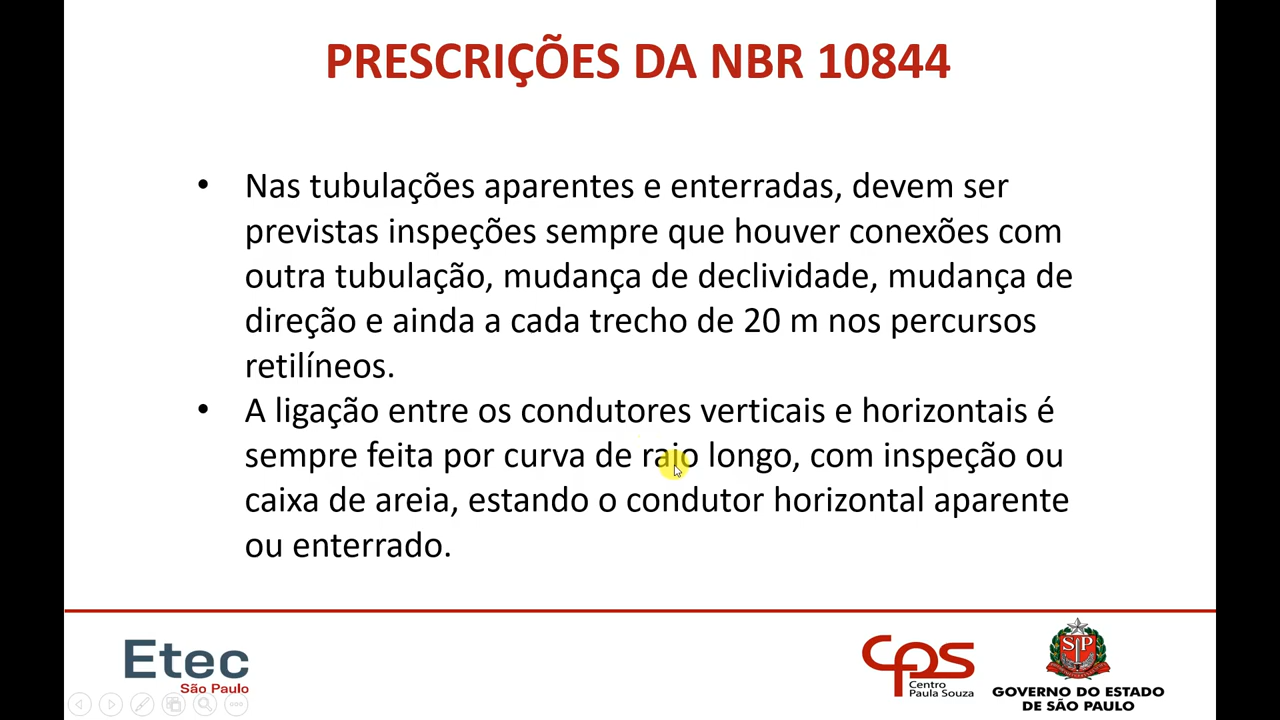 PRESCRIÇÕES DA NBR 10844
• Nas tubulações aparentes e enterradas, devem ser
previstas inspeções sempre que houver conexões com
outra tubulação, mudança de declividade, mudança de
direção e ainda a cada trecho de 20 m nos percursos
retilíneos.
• A ligação entre os condutores verticais e horizontais é
sempre feita por curva de raio longo, com inspeção ou
caixa de areia, estando o condutor horizontal aparente
ou enterrado.
Etec
São Paulo
cps
Centro
Paula Souza
SP
GOVERNO DO ESTADO
DE SÃO PAULO